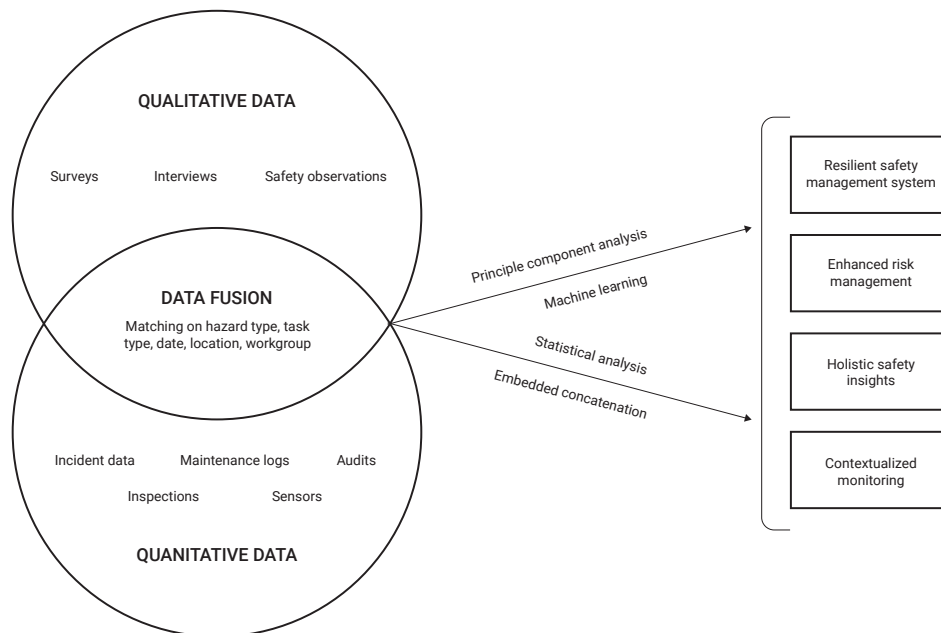 QUALITATIVE DATA
Surveys
Interviews
Safety observations
DATA FUSION
Matching on hazard type, task
type, date, location, workgroup
Incident data
Maintenance logs
Audits
Inspections
Sensors
QUANITATIVE DATA
Principle component analysis
Machine learning
Statistical analysis
Embedded concatenation
Resilient safety
management system
Enhanced risk
management
Holistic safety
insights
Contextualized
monitoring